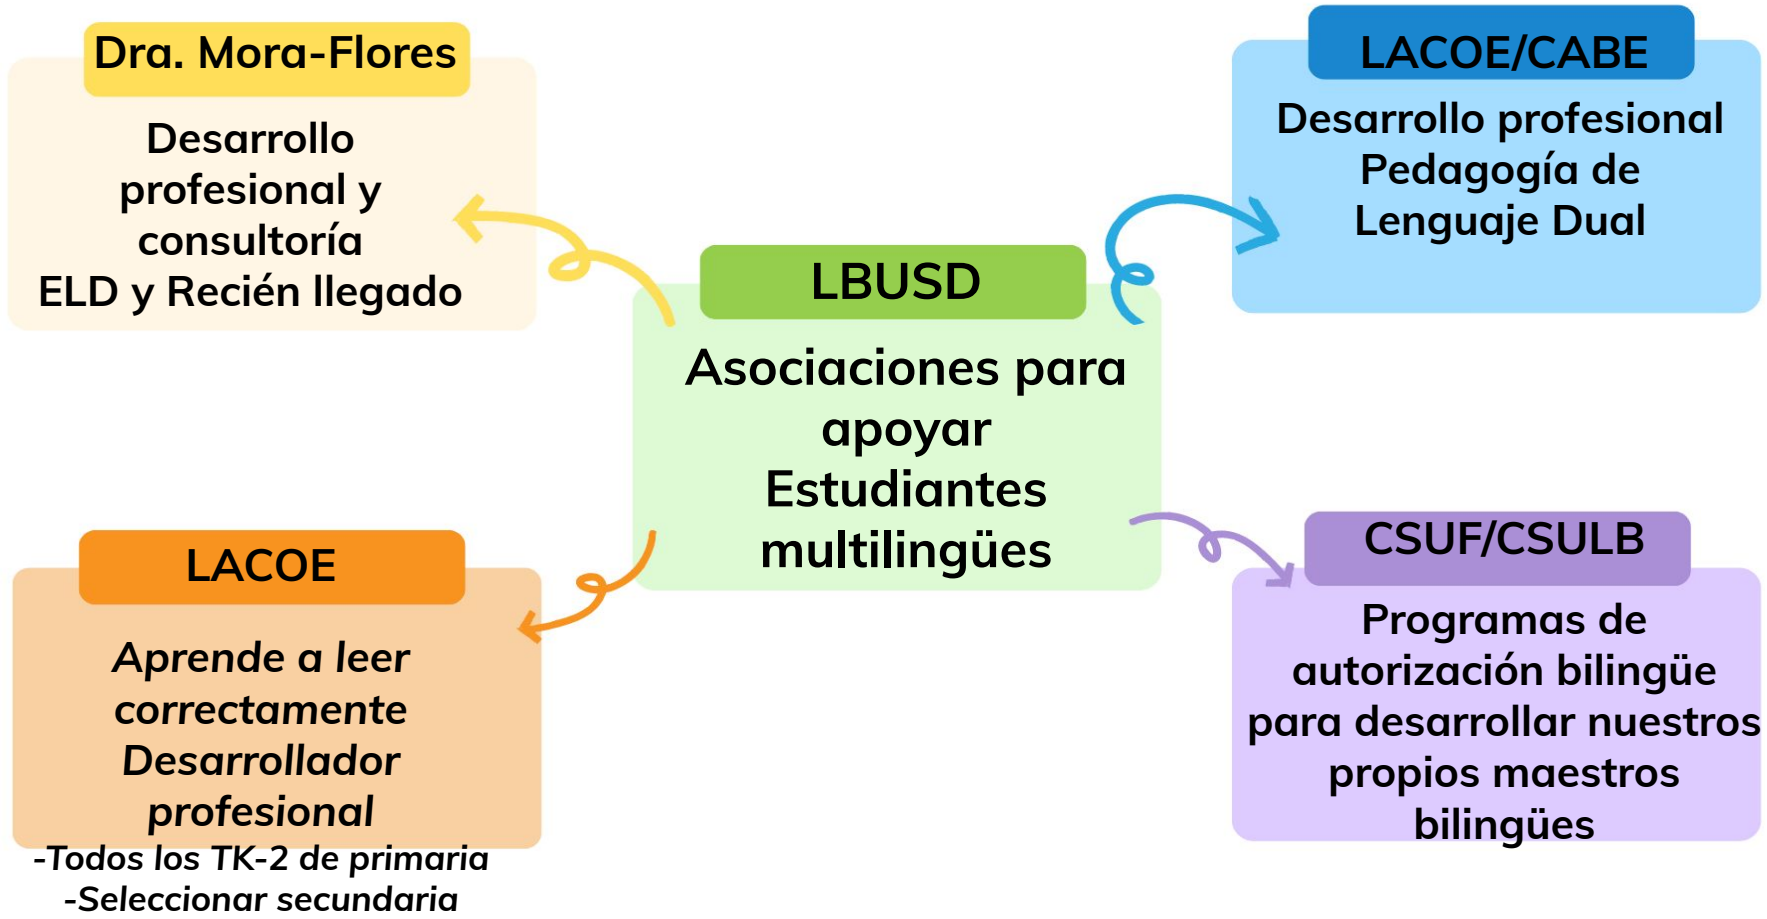 Dra. Mora-Flores
Desarrollo
profesional y
consultoría
ELD y Recién llegado
LACOE/CABE
Desarrollo profesional
Pedagogía de
Lenguaje Dual
LBUSD
Asociaciones para
apoyar
Estudiantes
multilingües
LACOE
Aprende a leer
correctamente
Desarrollador
profesional
-Todos los TK-2 de primaria
-Seleccionar secundaria
CSUF/CSULB
Programas de
autorización bilingüe
para desarrollar nuestros
propios maestros
bilingües